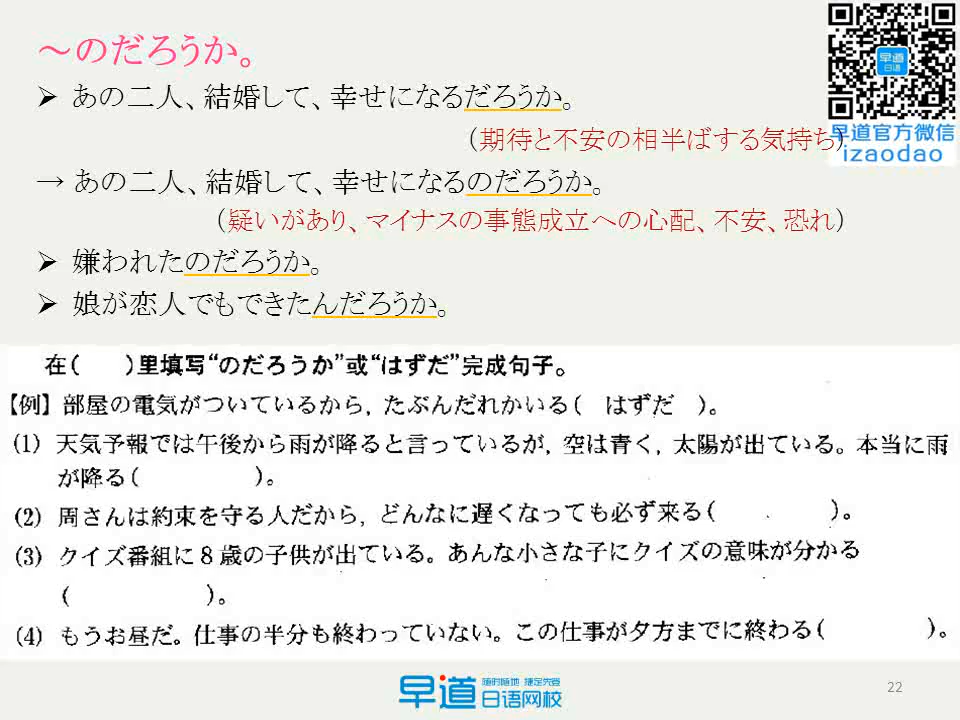 ～のだろうか。
➢ あの二人、結婚して、幸せになるだろうか。
（期待と不安の相半ばする気持ち）
→ あの二人、結婚して、幸せになるのだろうか。
（疑いがあり、マイナスの事態成立への心配、不安、恐れ）
➢ 嫌われたのだろうか。
➢ 娘が恋人でもできたんだろうか。
早道日语
早道官方微信
izaodao
在( )里填写“のだろうか”或“はずだ”完成句子。
【例】部屋の電気がついているから，たぶんだれかいる( はずだ )。
(1) 天気予報では午後から雨が降ると言っているが，空は青く，太陽が出ている。本当に雨
が降る( )。
(2) 周さんは約束を守る人だから，どんなに遅くなっても必ず来る( )。
(3) クイズ番組に８歳の子供が出ている。あんな小さな子にクイズの意味が分かる
( )。
(4) もうお昼だ。仕事の半分も終わっていない。この仕事が夕方までに終わる( )。
早道 随时随地 捷足先登
日语网校
22